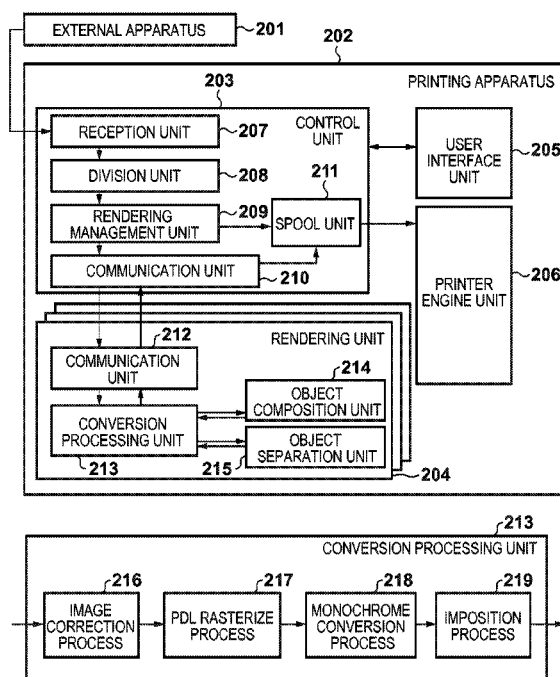 EXTERNAL APPARATUS 201
202
PRINTING APPARATUS
203
RECEPTION UNIT 207
CONTROL
UNIT
DIVISION UNIT 208
211
RENDERING
MANAGEMENT UNIT 209
SPOOL UNIT
COMMUNICATION UNIT
210
USER
INTERFACE
UNIT
205
PRINTER
ENGINE UNIT
206
RENDERING UNIT
212
COMMUNICATION
UNIT
214
OBJECT
COMPOSITION UNIT
CONVERSION
PROCESSING UNIT
213
OBJECT
SEPARATION UNIT
215
204
213
CONVERSION PROCESSING UNIT
216
IMAGE
CORRECTION
PROCESS
217
PDL RASTERIZE
PROCESS
218
MONOCHROME
CONVERSION
PROCESS
219
IMPOSITION
PROCESS